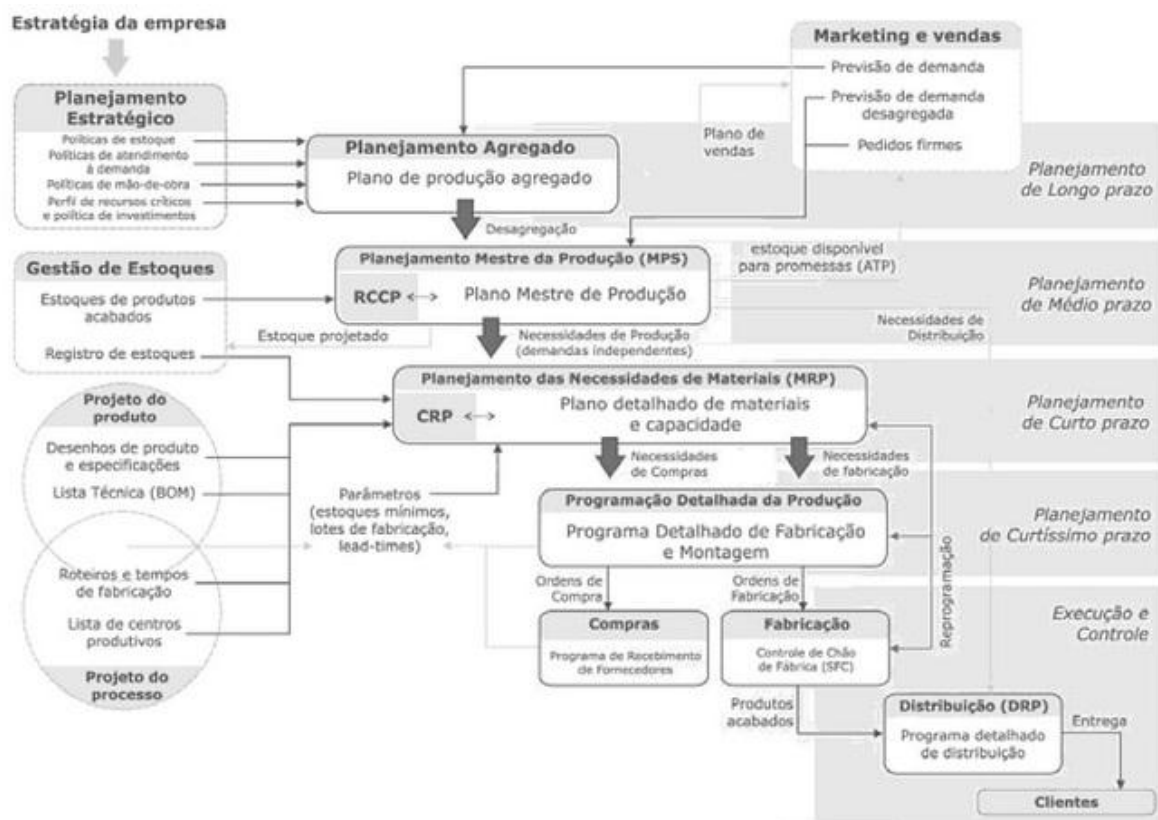 Estratégia da empresa
Planejamento
Estratégico
Políticas de estoque
Políticas de atendimento
à demanda
Políticas de mão-de-obra
Perfil de recursos críticos
e política de investimentos
Marketing e vendas
Previsão de demanda
Previsão de demanda
desagregada
Pedidos firmes
Plano de
vendas
Planejamento Agregado
Plano de produção agregado
Planejamento
de Longo prazo
Desagregação
Planejamento Mestre da Produção (MPS)
RCCP
Plano Mestre de Produção
estoque disponível
para promessas (ATP)
Planejamento
de Médio prazo
Gestão de Estoques
Estoques de produtos
acabados
Registro de estoques
Estoque projetado
Necessidades de Produção
(demandas independentes)
Necessidades de
Distribuição
Planejamento das Necessidades de Materiais (MRP)
CRP
Plano detalhado de materiais
e capacidade
Planejamento
de Curto prazo
Projeto do
produto
Desenhos de produto
e especificações
Lista Técnica (BOM)
Roteiros e tempos
de fabricação
Lista de centros
produtivos
Projeto do
processo
Parâmetros
(estoques mínimos,
lotes de fabricação,
lead-times)
Necessidades
de Compras
Necessidades
de fabricação
Programação Detalhada da Produção
Programa Detalhado de Fabricação
e Montagem
Planejamento
de Curtíssimo prazo
Reprogramação
Ordens de
Compra
Ordens de
Fabricação
Compras
Programa de Recebimento
de Fornecedores
Fabricação
Controle de Chão
de Fábrica (SFC)
Execução e
Controle
Produtos
acabados
Distribuição (DRP)
Programa detalhado
de distribuição
Entrega
Clientes